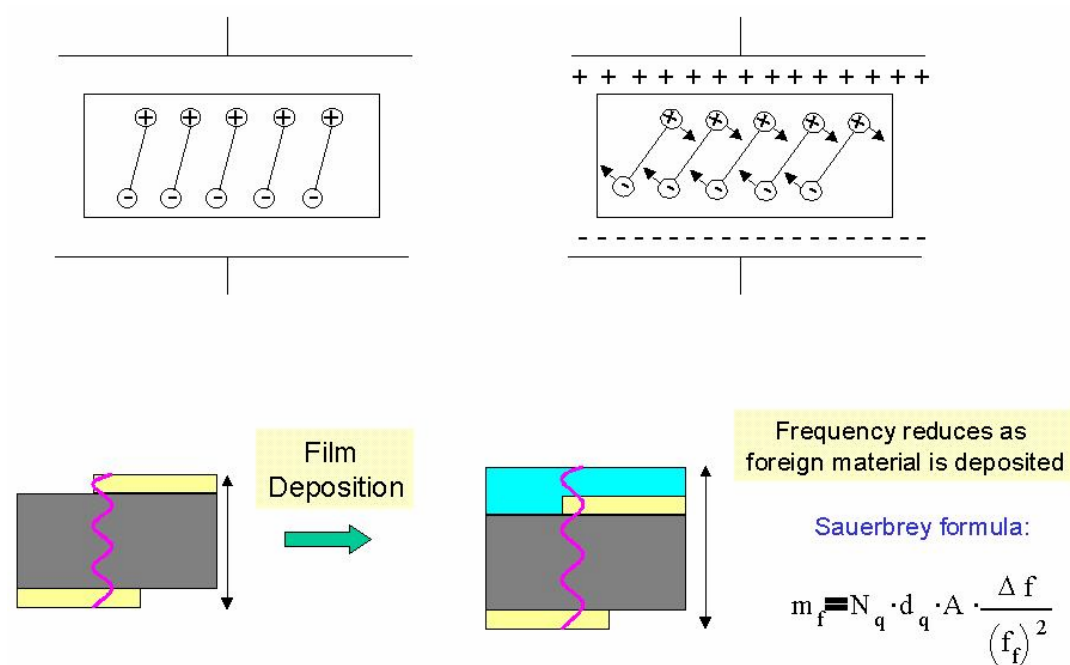 Film
Deposition
Frequency reduces as
foreign material is deposited
Sauerbrey formula:
m_f=N_q·d_q·A·Δf/(f_f)^2